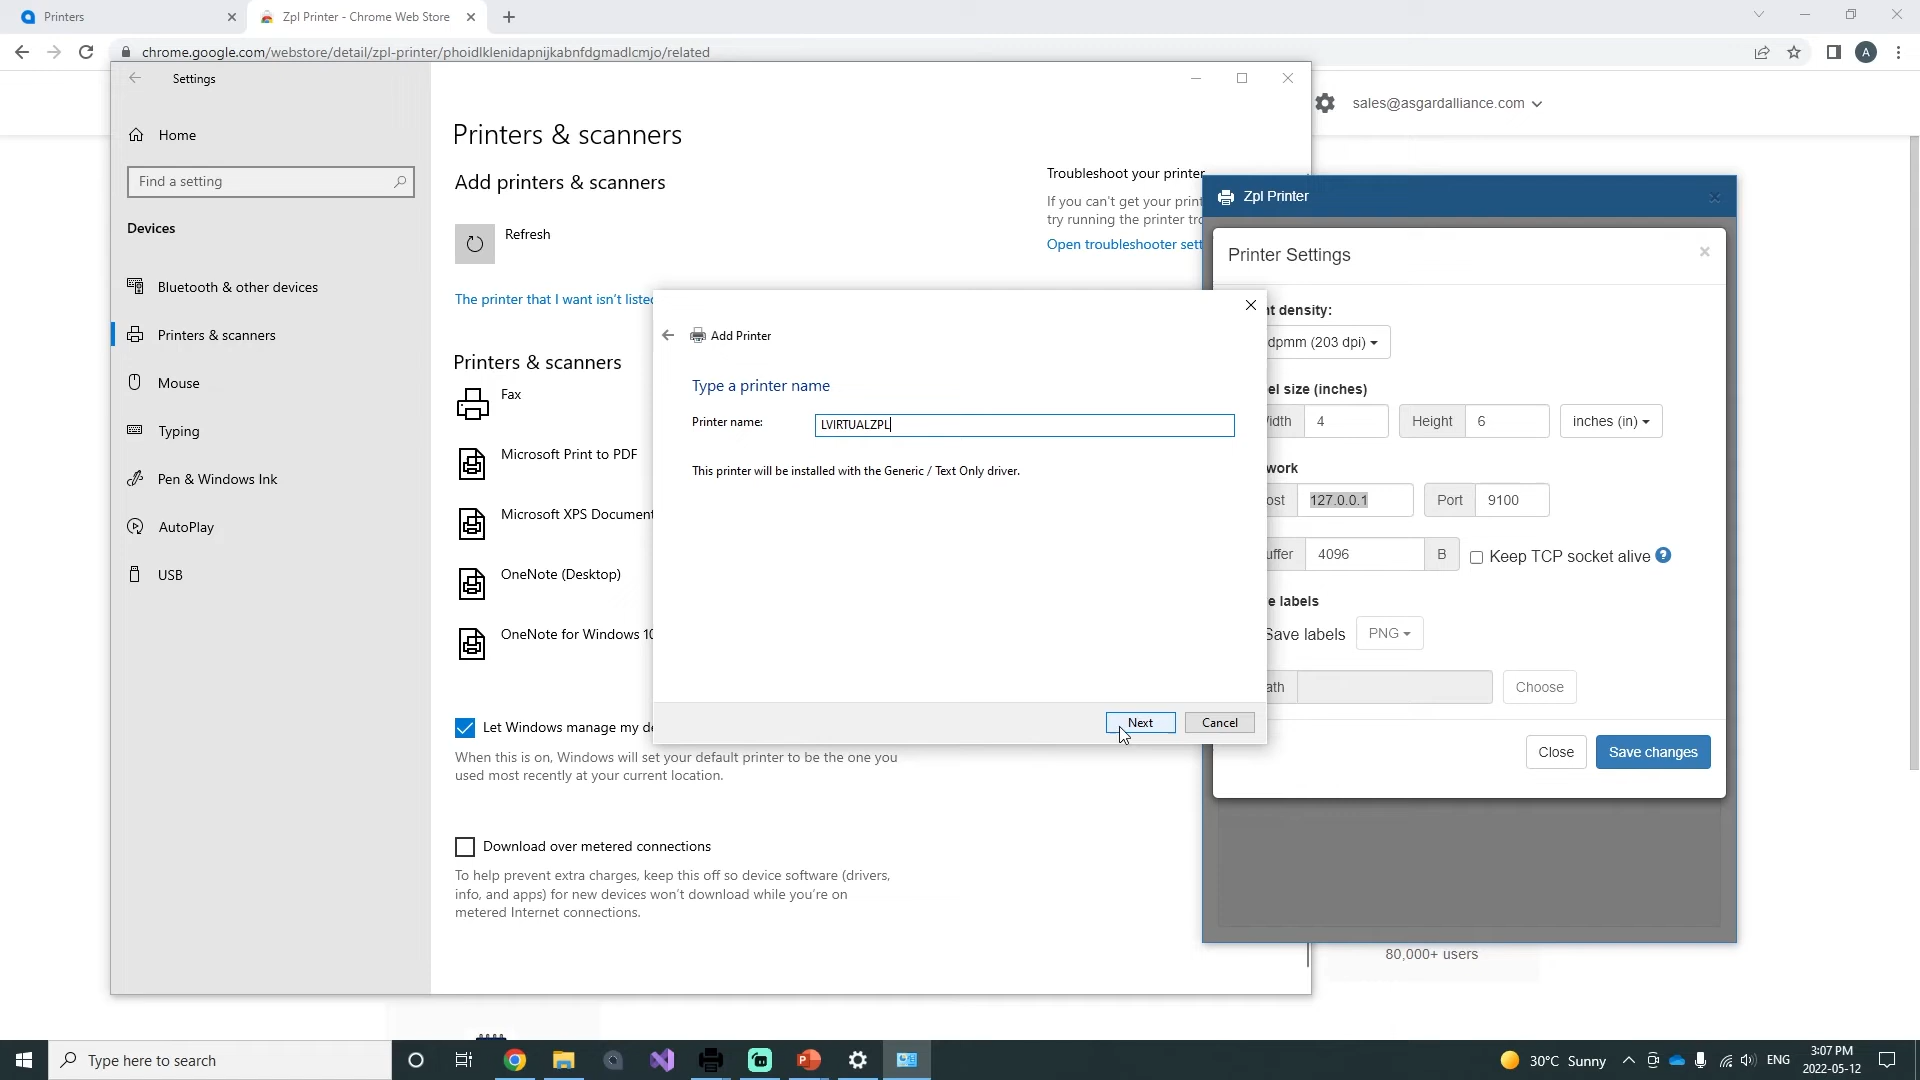 Printers
Zpl Printer - Chrome Web Store
chrome.google.com/webstore/detail/zpl-printer/phoidlklenidapnijkabnfdgmadlcmjo/related
A
sales@asgardalliance.com
Settings
Home
Find a setting
Devices
Bluetooth & other devices
Printers & scanners
Mouse
Typing
Pen & Windows Ink
AutoPlay
USB
Printers & scanners
Add printers & scanners
Refresh
The printer that I want isn't listed
Printers & scanners
Fax
Microsoft Print to PDF
Microsoft XPS Document
OneNote (Desktop)
OneNote for Windows 10
Let Windows manage my de
When this is on, Windows will set your default printer to be the one you
used most recently at your current location.
Download over metered connections
To help prevent extra charges, keep this off so device software (drivers,
info, and apps) for new devices won't download while you're on
metered Internet connections.
Troubleshoot your printer
If you can't get your print
try running the printer tro
Open troubleshooter sett
Add Printer
Type a printer name
Printer name:
LVIRTUALZPL
This printer will be installed with the Generic / Text Only driver.
Next
Cancel
Zpl Printer
Printer Settings
nt density:
dpmm (203 dpi)
el size (inches)
idth 4
Height 6
inches (in)
work
ost 127.0.0.1
Port 9100
uffer 4096 B
Keep TCP socket alive ?
e labels
Save labels
PNG
ath
Choose
Close
Save changes
80,000+ users
Type here to search
30°C Sunny
ENG
3:07 PM
2022-05-12